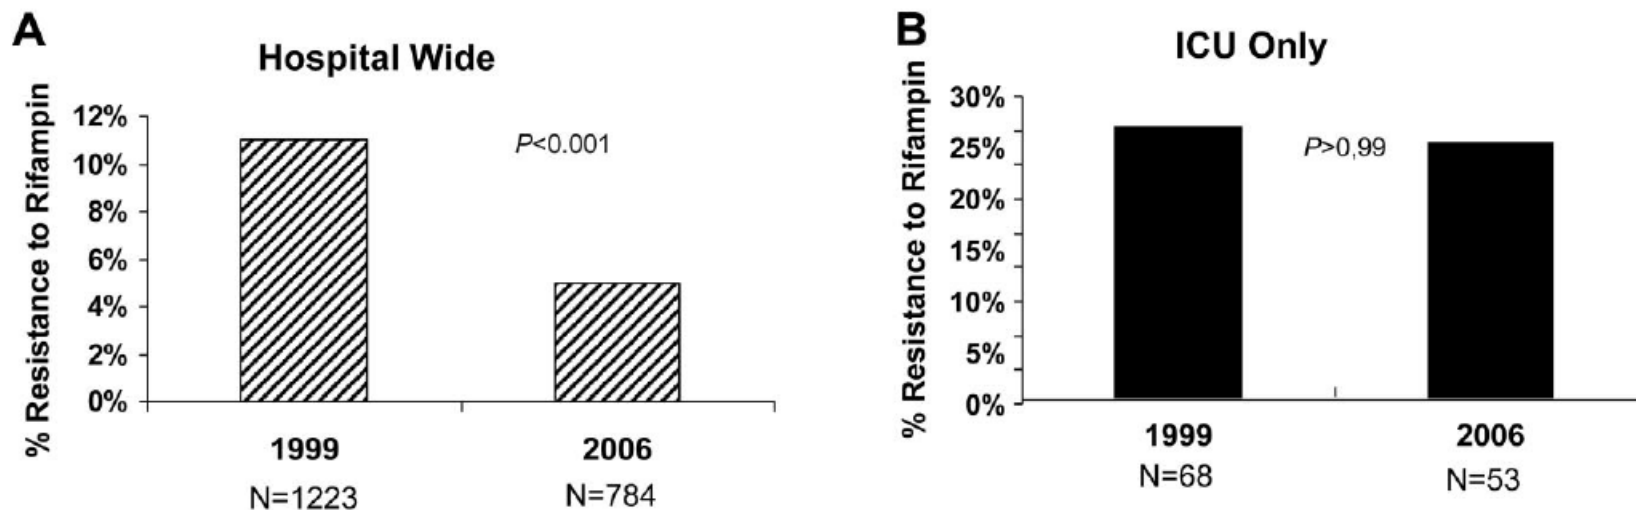 A
Hospital Wide
% Resistance to Rifampin
12%
10%
8%
6%
4%
2%
0%
P<0.001
1999
2006
N=1223
N=784
B
ICU Only
% Resistance to Rifampin
30%
25%
20%
15%
10%
5%
0%
P>0,99
1999
2006
N=68
N=53